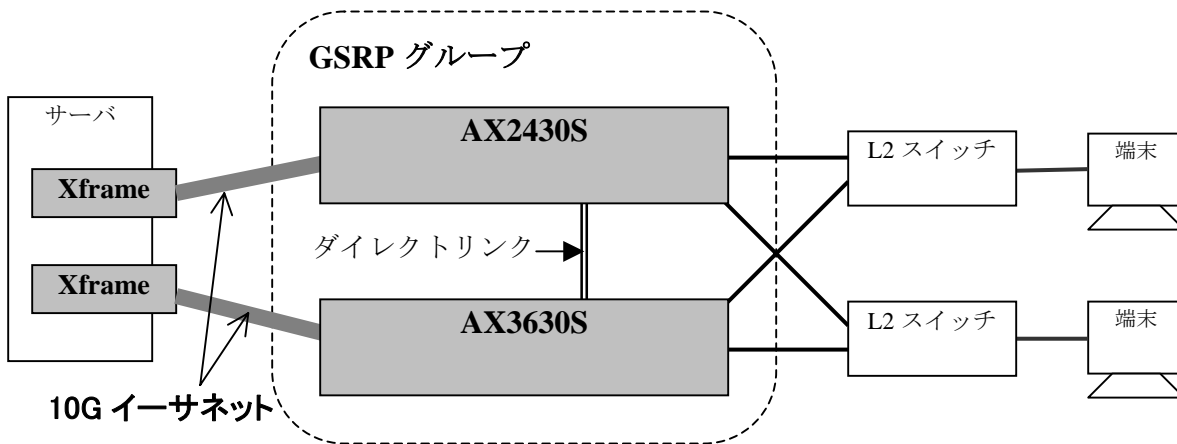 GSRP グループ
サーバ
AX2430S
L2 スイッチ
端末
Xframe
ダイレクトリンク
Xframe
AX3630S
L2 スイッチ
端末
10G イーサネット